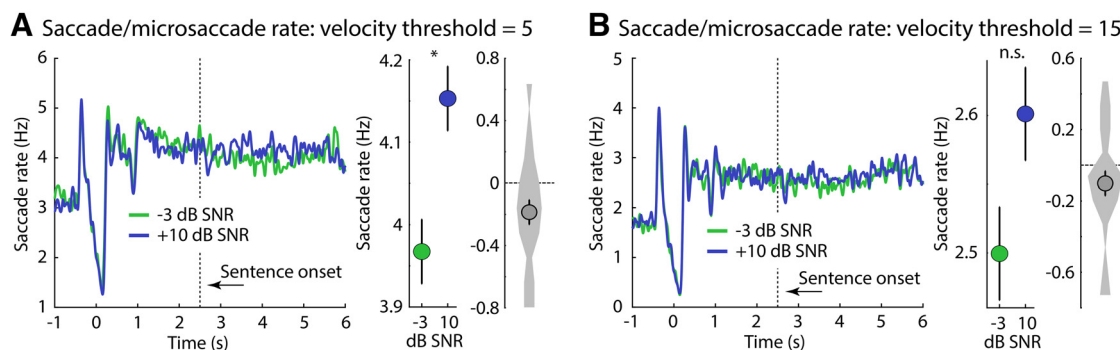 A Saccade/microsaccade rate: velocity threshold = 5
Saccade rate (Hz)
6
5
4
3
2
1
-3 dB SNR
+10 dB SNR
Sentence onset
-1 0 1 2 3 4 5 6
Time (s)
Saccade rate (Hz)
*
4.2
4.1
4
3.9
-3 10
dB SNR
0.8
0.4
0
-0.4
-0.8
B Saccade/microsaccade rate: velocity threshold = 15
Saccade rate (Hz)
5
4
3
2
1
0
-3 dB SNR
+10 dB SNR
Sentence onset
-1 0 1 2 3 4 5 6
Time (s)
Saccade rate (Hz)
n.s.
2.6
2.5
-3 10
dB SNR
0.6
0.2
-0.2
-0.6